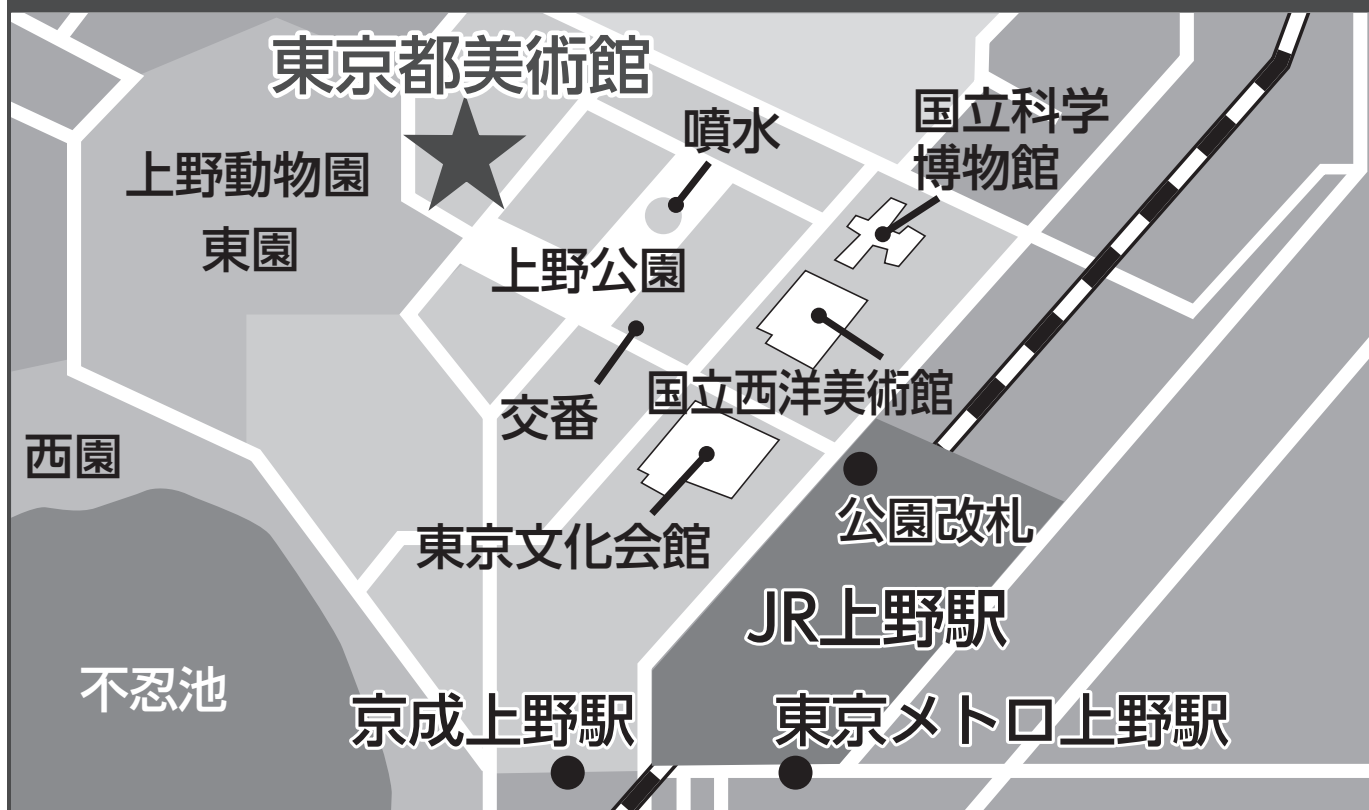 東京都美術館
噴水
国立科学
博物館
上野動物園
東園
上野公園
国立西洋美術館
交番
西園
公園改札
東京文化会館
JR上野駅
不忍池
京成上野駅
東京メトロ上野駅